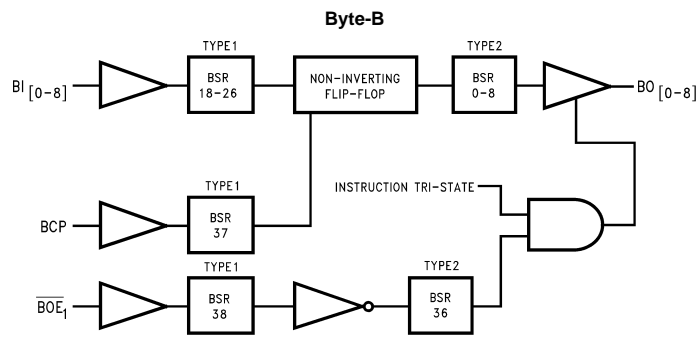 Byte-B
TYPE1
TYPE2
BI [0-8]
BSR
18-26
NON-INVERTING
FLIP-FLOP
BSR
0-8
BO [0-8]
TYPE1
INSTRUCTION TRI-STATE
BCP
BSR
37
TYPE1
TYPE2
BOE1
BSR
38
BSR
36